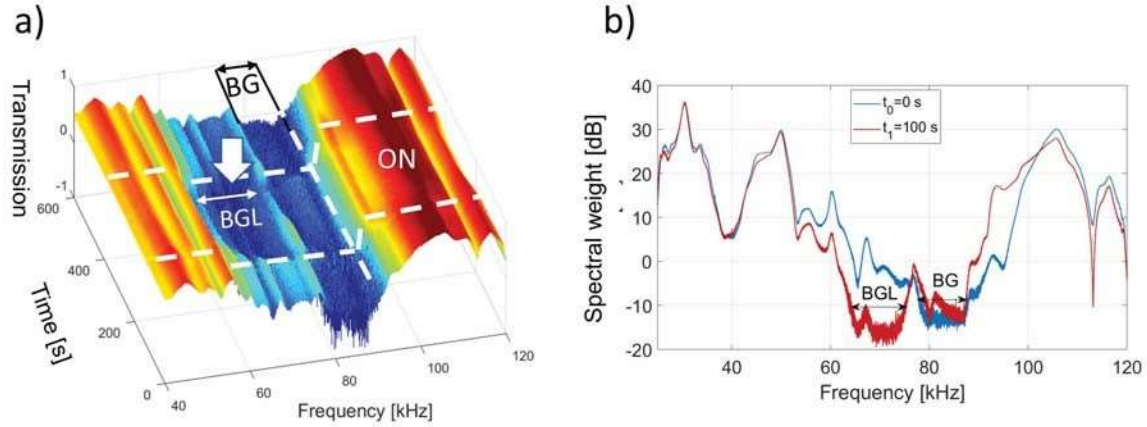 a)
BG
ON
BGL
Transmission
1
0
-1
600
400
200
0
Time [s]
40
60
80
100
120
Frequency [kHz]
b)
t0=0 s
t1=100 s
BGL
BG
Spectral weight [dB]
40
30
20
10
0
-10
-20
40
60
80
100
120
Frequency [kHz]